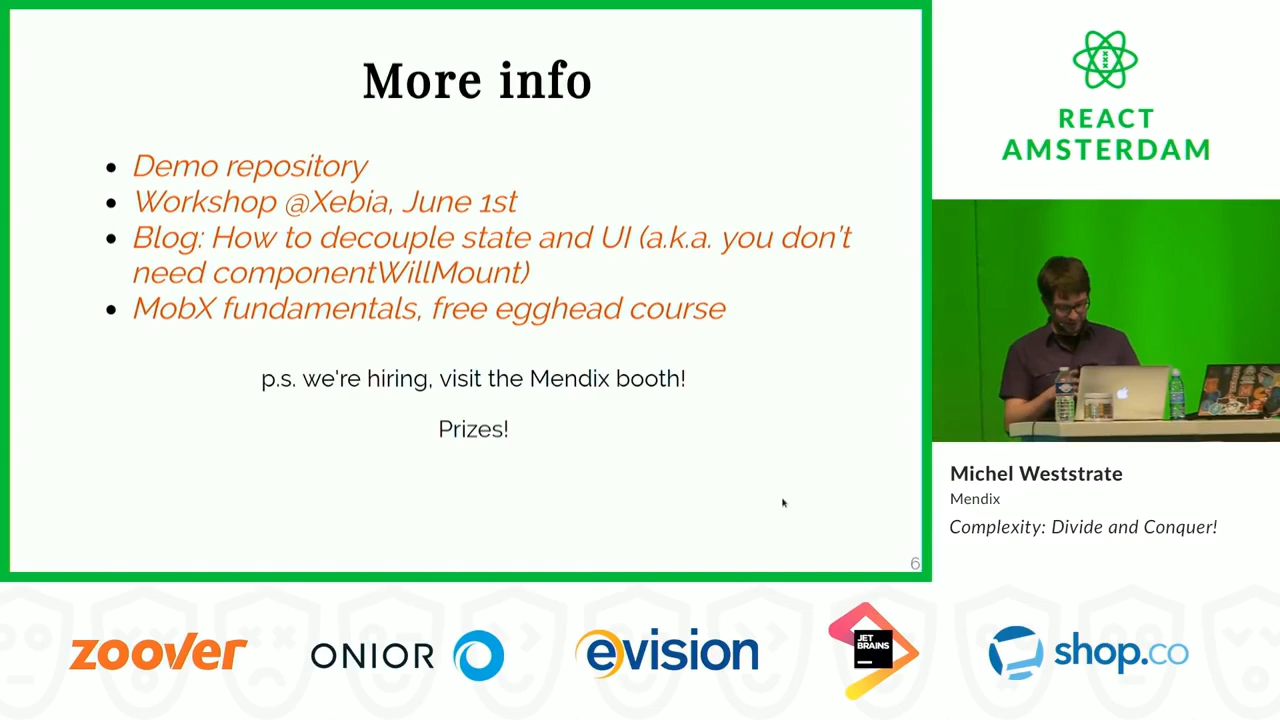 More info
Demo repository
Workshop @Xebia, June 1st
Blog: How to decouple state and UI (a.k.a. you don't
need componentWillMount)
MobX fundamentals, free egghead course
p.s. we're hiring, visit the Mendix booth!
Prizes!
6
REACT
AMSTERDAM
Michel Weststrate
Mendix
Complexity: Divide and Conquer!
zoover
ONIOR
evision
JET
BRAINS
shop.co